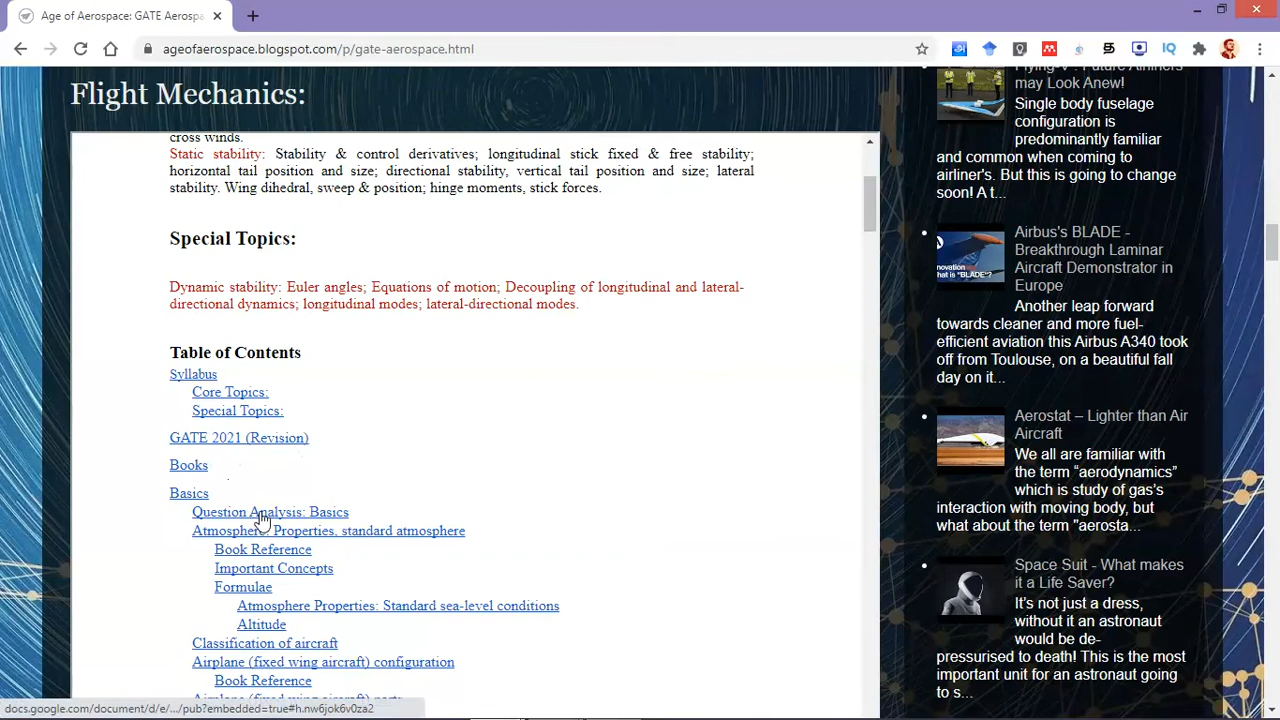 Age of Aerospace: GATE Aerospa
ageofaerospace.blogspot.com/p/gate-aerospace.html
Flight Mechanics:
cross winds.
Static stability: Stability & control derivatives; longitudinal stick fixed & free stability;
horizontal tail position and size; directional stability, vertical tail position and size; lateral
stability. Wing dihedral, sweep & position; hinge moments, stick forces.
Special Topics:
Dynamic stability: Euler angles; Equations of motion; Decoupling of longitudinal and lateral-
directional dynamics; longitudinal modes; lateral-directional modes.
Table of Contents
Syllabus
Core Topics:
Special Topics:
GATE 2021 (Revision)
Books
Basics
Question Analysis: Basics
Atmosphere: Properties, standard atmosphere
Book Reference
Important Concepts
Formulae
Atmosphere Properties: Standard sea-level conditions
Altitude
Classification of aircraft
Airplane (fixed wing aircraft) configuration
Book Reference
Airplane (fixed wing aircraft) parts
docs.google.com/document/d/e/.../pub?embedded=true#h.nw6jok6v0za2
Flying-V : Future Airliners
may Look Anew!
Single body fuselage
configuration is
predominantly familiar
and common when coming to
airliner's. But this is going to change
soon! A t...
Airbus's BLADE -
Breakthrough Laminar
Aircraft Demonstrator in
Europe
Another leap forward
towards cleaner and more fuel-
efficient aviation this Airbus A340 took
off from Toulouse, on a beautiful fall
day on it...
Aerostat – Lighter than Air
Aircraft
We all are familiar with
the term “aerodynamics”
which is study of gas’s
interaction with moving body, but
what about the term "aerosta...
Space Suit - What makes
it a Life Saver?
It’s not just a dress,
without it an astronaut
would be de-
pressurised to death! This is the most
important unit for an astronaut going
to s...